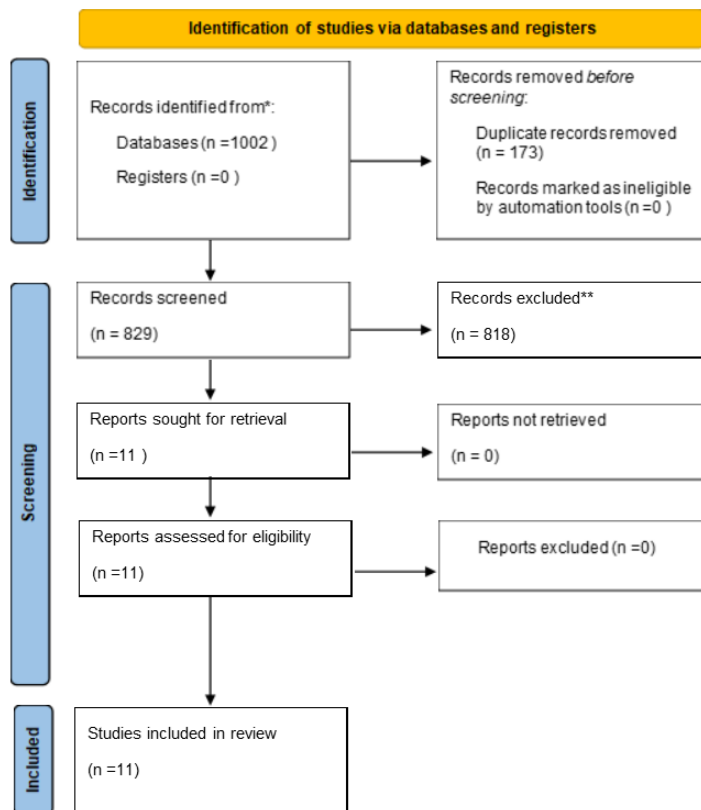 Identification of studies via databases and registers
Identification
Records identified from*:
Databases (n =1002 )
Registers (n =0 )
Records removed before
screening:
Duplicate records removed
(n = 173)
Records marked as ineligible
by automation tools (n =0 )
Screening
Records screened
(n = 829)
Records excluded**
(n = 818)
Reports sought for retrieval
(n =11 )
Reports not retrieved
(n = 0)
Reports assessed for eligibility
(n =11)
Reports excluded (n =0)
Included
Studies included in review
(n =11)